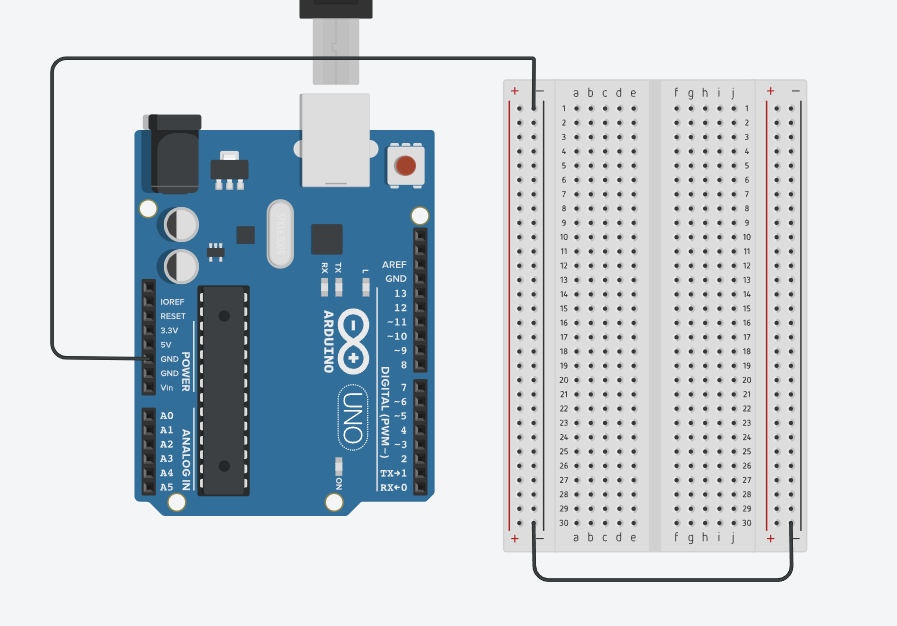 + − a b c d e f g h i j + −
1 1
2 2
3 3
4 4
5 5
6 6
7 7
8 8
9 9
10 10
11 11
12 12
13 13
14 14
15 15
16 16
17 17
18 18
19 19
20 20
21 21
22 22
23 23
24 24
25 25
26 26
27 27
28 28
29 29
30 30
+ − a b c d e f g h i j + −
RX TX L
AREF
GND
13
12
~11
~10
~9
8
7
~6
~5
4
~3
2
TX→1
RX←0
DIGITAL (PWM~)
IOREF
RESET
3.3V
5V
GND
GND
Vin
POWER
A0
A1
A2
A3
A4
A5
ANALOG IN
ARDUINO
− +
UNO
ON